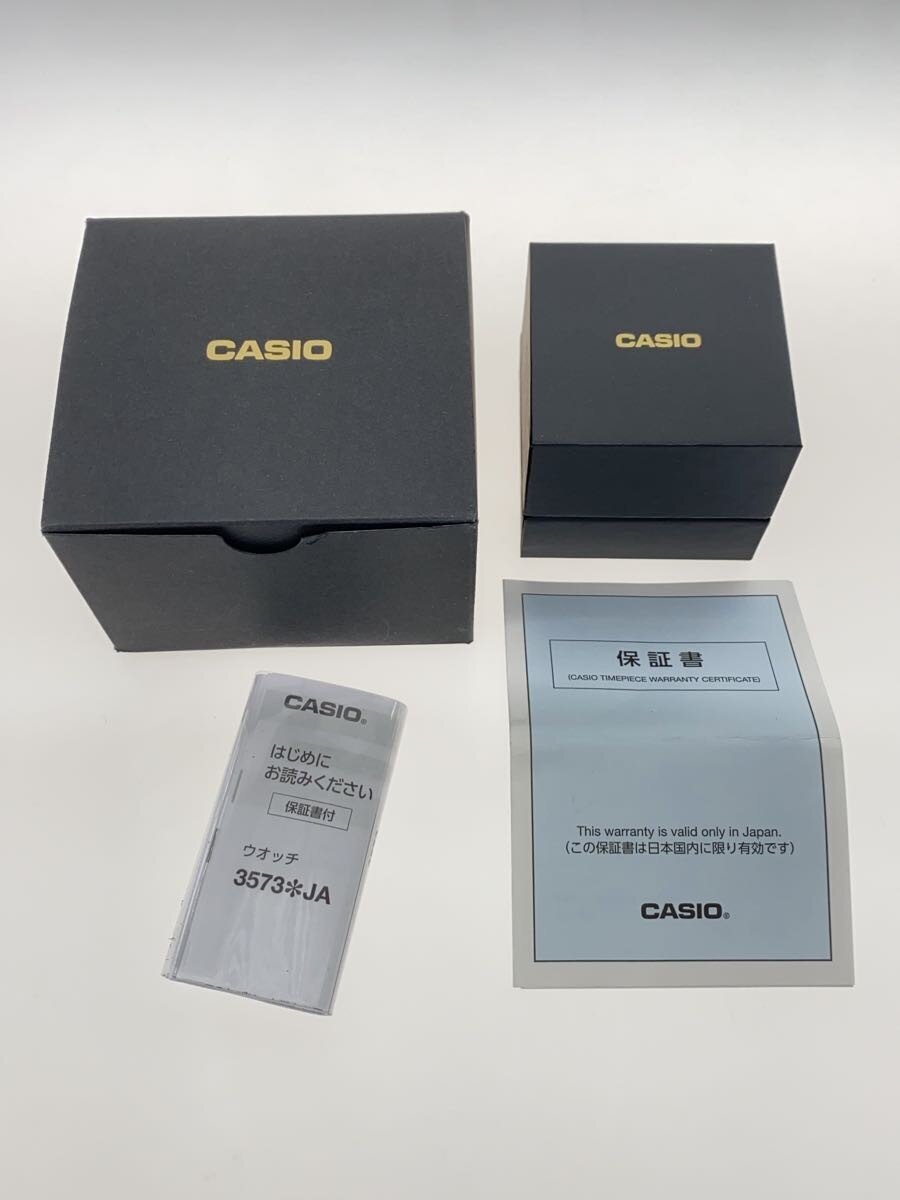 CASIO
CASIO
保証書
(CASIO TIMEPIECE WARRANTY CERTIFICATE)
This warranty is valid only in Japan.
(この保証書は日本国内に限り有効です)
CASIO®
CASIO®
はじめに
お読みください
保証書付
ウオッチ
3573✻JA